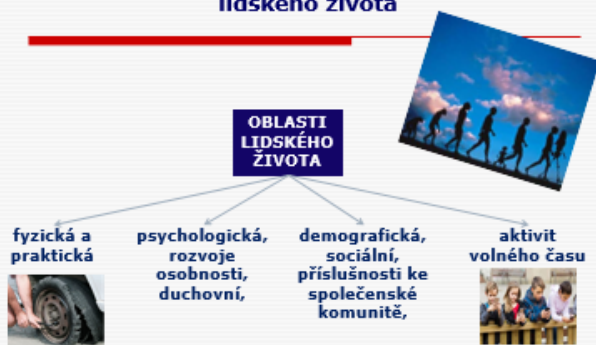 lidského života
OBLASTI
LIDSKÉHO
ŽIVOTA
fyzická a
praktická
psychologická,
rozvoje
osobnosti,
duchovní,
demografická,
sociální,
příslušnosti ke
společenské
komunitě,
aktivit
volného času